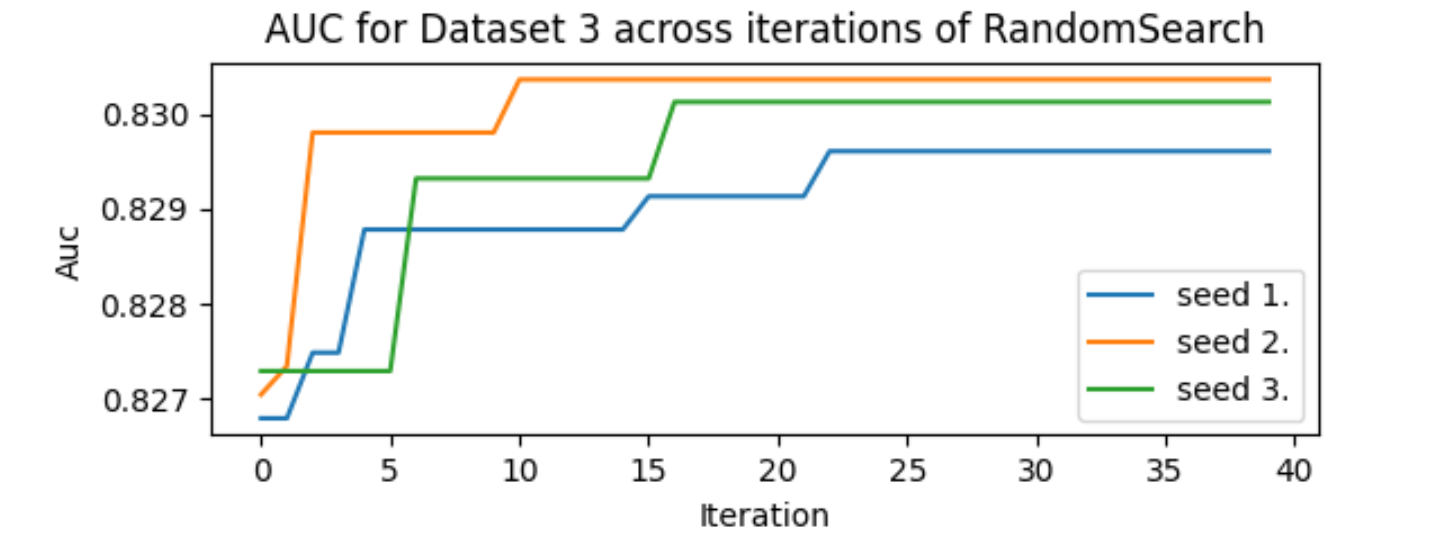 AUC for Dataset 3 across iterations of RandomSearch
0.830
0.829
0.828
0.827
Auc
seed 1.
seed 2.
seed 3.
0 5 10 15 20 25 30 35 40
Iteration